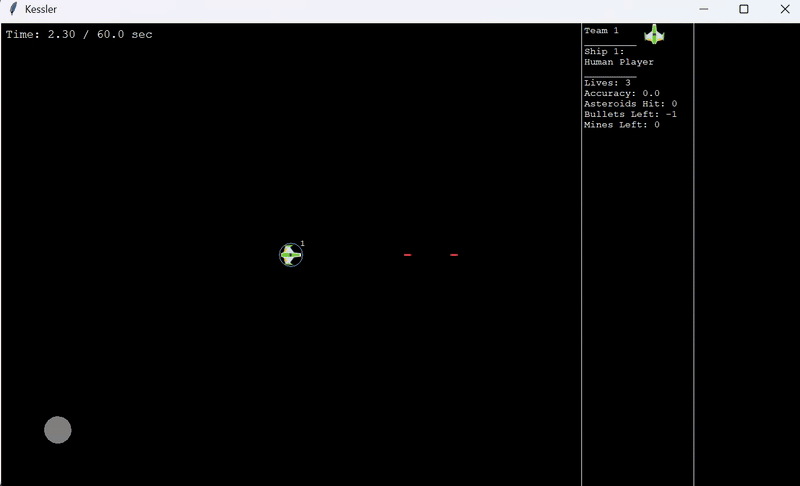 Kessler
Time: 2.30 / 60.0 sec
Team 1
Ship 1:
Human Player
Lives: 3
Accuracy: 0.0
Asteroids Hit: 0
Bullets Left: -1
Mines Left: 0
1